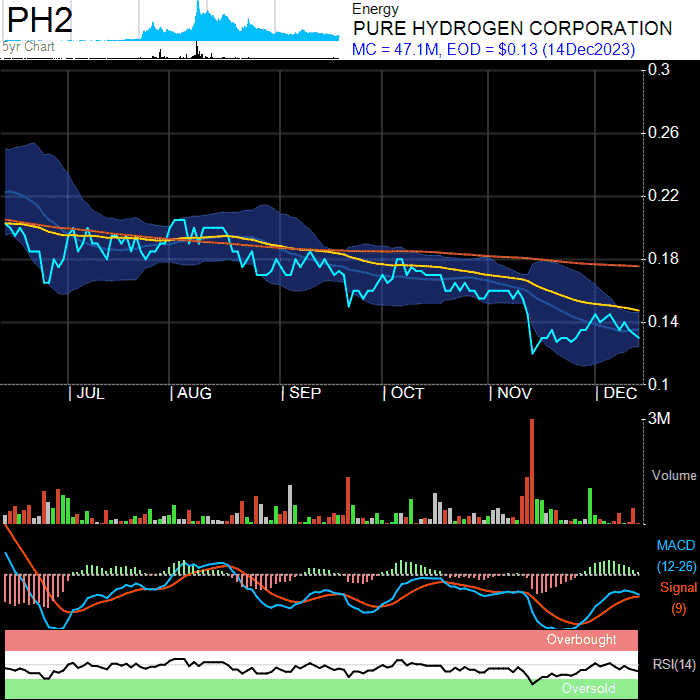 PH2
5yr Chart
Energy
PURE HYDROGEN CORPORATION
MC = 47.1M, EOD = $0.13 (14Dec2023)
0.3
0.26
0.22
0.18
0.14
0.1
JUL
AUG
SEP
OCT
NOV
DEC
3M
Volume
MACD
(12-26)
Signal
(9)
Overbought
RSI(14)
Oversold